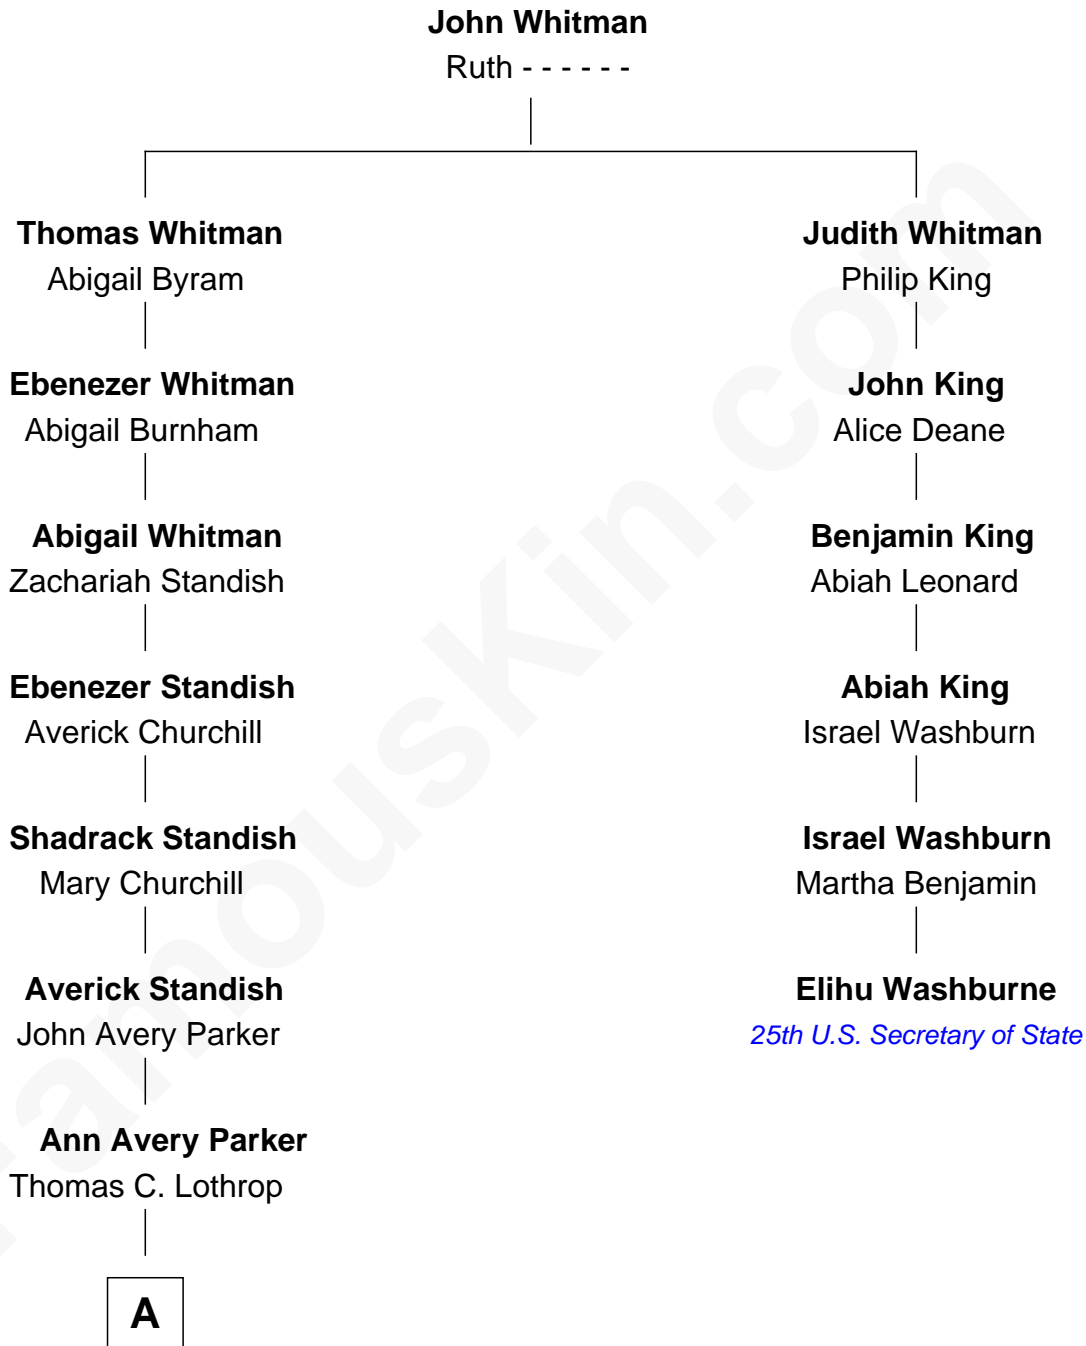 John Whitman
Ruth - - - - - -
Thomas Whitman
Abigail Byram
Judith Whitman
Philip King
Ebenezer Whitman
Abigail Burnham
John King
Alice Deane
Abigail Whitman
Zachariah Standish
Benjamin King
Abiah Leonard
Ebenezer Standish
Averick Churchill
Abiah King
Israel Washburn
Shadrack Standish
Mary Churchill
Israel Washburn
Martha Benjamin
Averick Standish
John Avery Parker
Elihu Washburne
25th U.S. Secretary of State
Ann Avery Parker
Thomas C. Lothrop
A
FamousKin.com